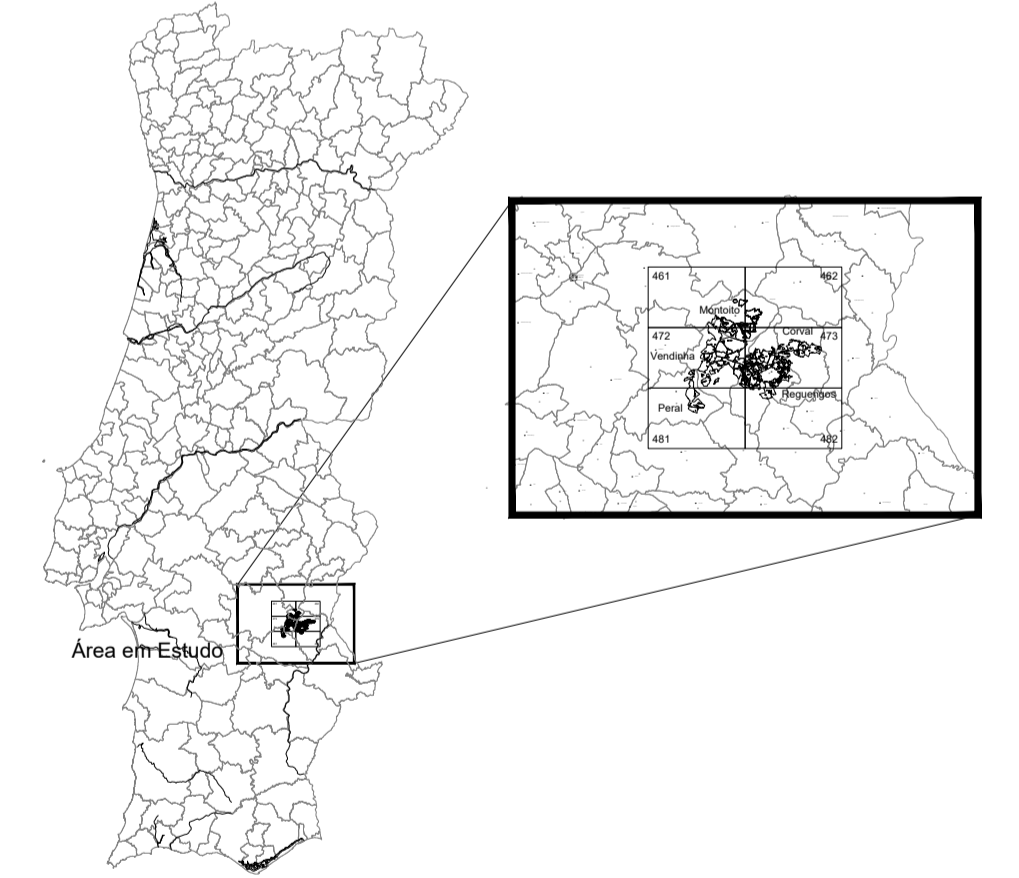 461
462
Montoito
Corval
472
473
Vendinha
Reguengos
Peral
481
482
Área em Estudo